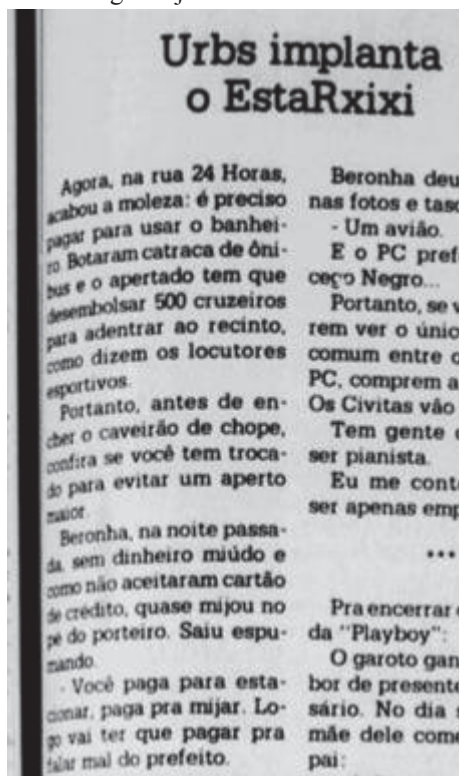 Urbs implanta
o EstaRxixi
Agora, na rua 24 Horas,
acabou a moleza: é preciso
pagar para usar o banhei-
ro. Botaram catraca de ôni-
bus e o apertado tem que
desembolsar 500 cruzeiros
para adentrar ao recinto,
como dizem os locutores
esportivos.
Portanto, antes de en-
cher o caveirão de chope,
confira se você tem troca-
do para evitar um aperto
maior.
Beronha, na noite passa-
da, sem dinheiro miúdo e
como não aceitaram cartão
de crédito, quase mijou no
pé do porteiro. Saiu espu-
mando.
- Você paga para esta-
cionar, paga pra mijar. Lo-
go vai ter que pagar pra
falar mal do prefeito.
Beronha deu
nas fotos e tasc
- Um avião.
E o PC pref
ceço Negro...
Portanto, se v
rem ver o únic
comum entre o
PC, comprem a
Os Civitas vão
Tem gente
ser pianista.
Eu me cont
ser apenas emp
...
Pra encerrar
da "Playboy":
O garoto gan
bor de presente
sário. No dia s
mãe dele come
pai: